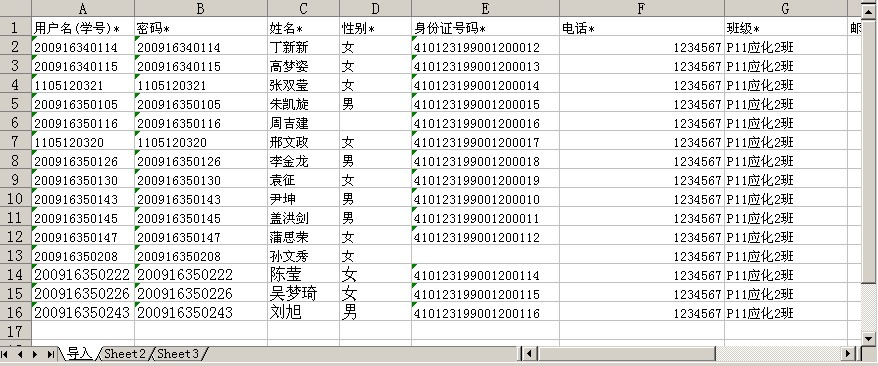 A B C D E F G
1 用户名(学号)* 密码* 姓名* 性别* 身份证号码* 电话* 班级* 邮
2 200916340114 200916340114 丁新新 女 410123199001200012 1234567 P11应化2班
3 200916340115 200916340115 高梦姿 女 410123199001200013 1234567 P11应化2班
4 1105120321 1105120321 张双莹 女 410123199001200014 1234567 P11应化2班
5 200916350105 200916350105 朱凯旋 男 410123199001200015 1234567 P11应化2班
6 200916350116 200916350116 周吉建 410123199001200016 1234567 P11应化2班
7 1105120320 1105120320 邢文政 女 410123199001200017 1234567 P11应化2班
8 200916350126 200916350126 李金龙 男 410123199001200018 1234567 P11应化2班
9 200916350130 200916350130 袁征 女 410123199001200019 1234567 P11应化2班
10 200916350143 200916350143 尹坤 男 410123199001200010 1234567 P11应化2班
11 200916350145 200916350145 盖洪剑 男 410123199001200011 1234567 P11应化2班
12 200916350147 200916350147 蒲思荣 女 410123199001200112 1234567 P11应化2班
13 200916350208 200916350208 孙文秀 女 1234567 P11应化2班
14 200916350222 200916350222 陈莹 女 410123199001200114 1234567 P11应化2班
15 200916350226 200916350226 吴梦琦 女 410123199001200115 1234567 P11应化2班
16 200916350243 200916350243 刘旭 男 410123199001200116 1234567 P11应化2班
17
导入 Sheet2 Sheet3